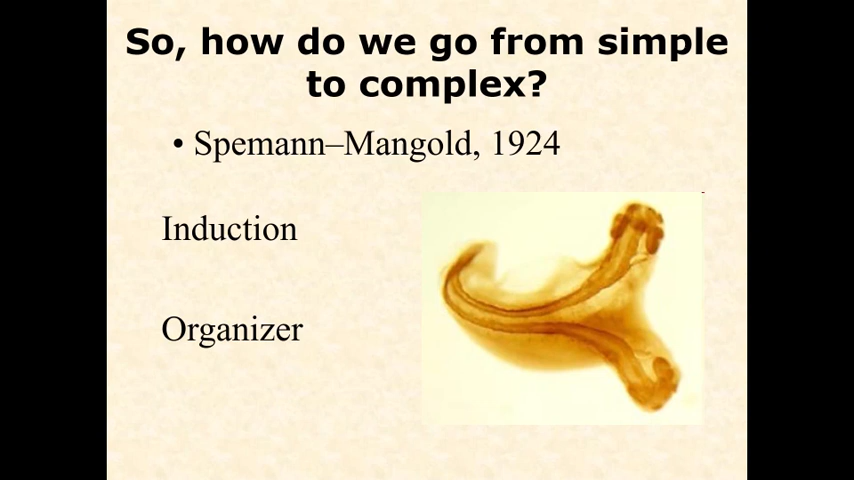 So, how do we go from simple
to complex?
• Spemann–Mangold, 1924
Induction
Organizer